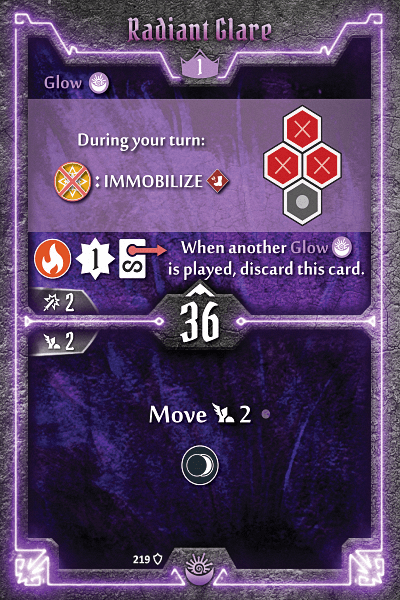 Radiant Glare
1
Glow
During your turn:
: IMMOBILIZE
1
When another Glow
is played, discard this card.
2
36
2
Move 2
219